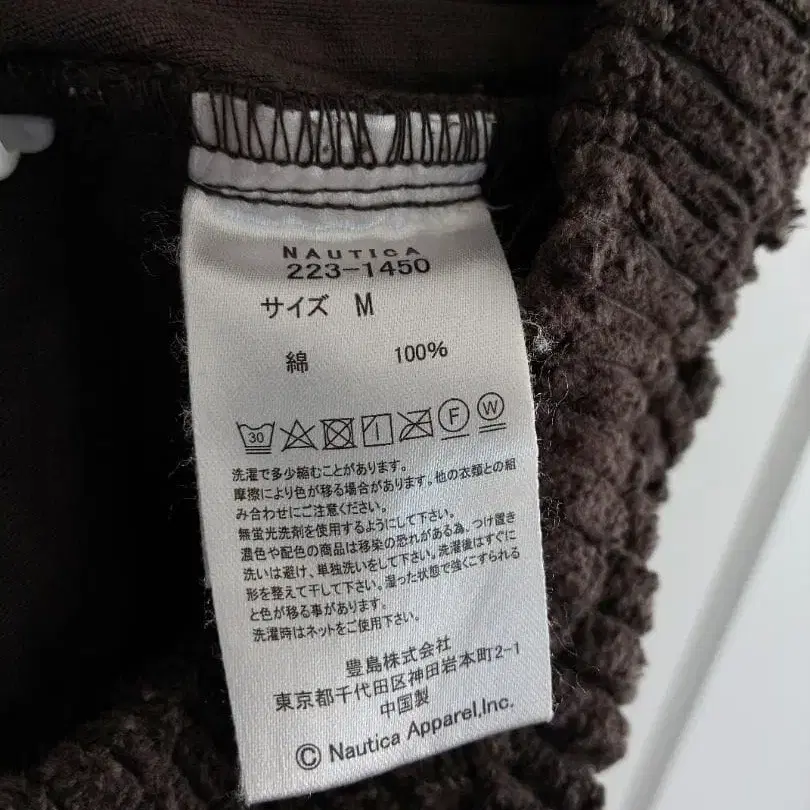 NAUTICA
223-1450
サイズ M
綿 100%
30 F W
洗濯で多少縮むことがあります。
摩擦により色が移る場合があります。他の衣類との組
み合わせにご注意ください。
無蛍光洗剤を使用するようにして下さい。
濃色や配色の商品は移染の恐れがある為、つけ置き
洗いは避け、単独洗いをして下さい。洗濯後はすぐに
形を整えて干して下さい。湿った状態で強くこすられる
と色が移る事があります。
洗濯時はネットをご使用下さい。
豊島株式会社
東京都千代田区神田岩本町2-1
中国製
© Nautica Apparel,Inc.